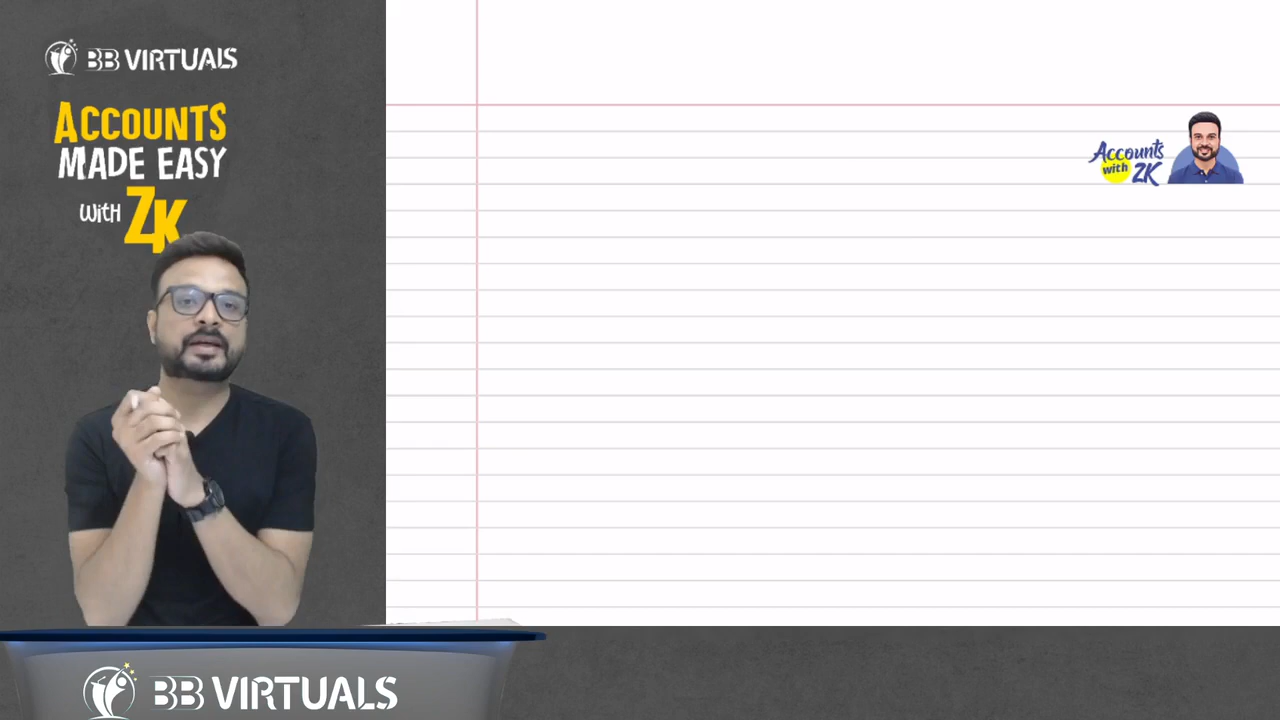 BB VIRTUALS
ACCOUNTS
MADE EASY
WITH ZK
Accounts
with ZK
BB VIRTUALS